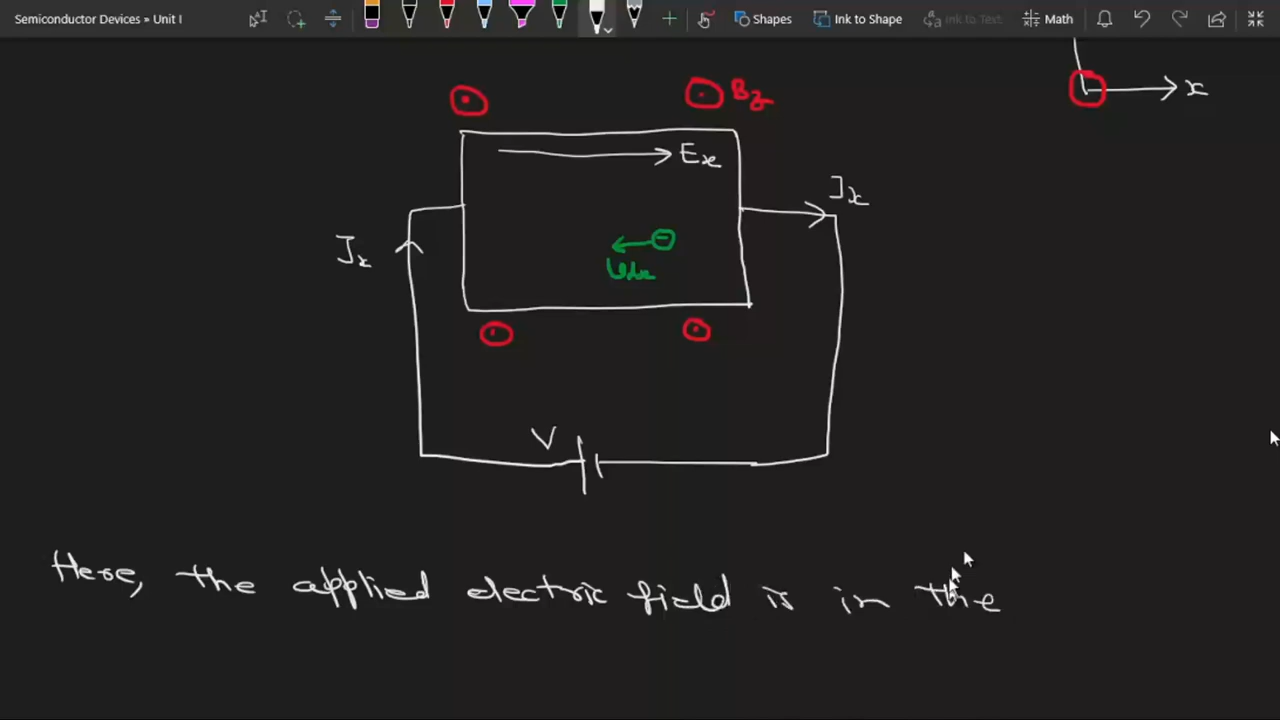 Semiconductor Devices » Unit I
Shapes
Ink to Shape
Ink to Text
Math
x
Bz
Ex
Jx
Jx
vdx
V
Here, the applied electric field is in the